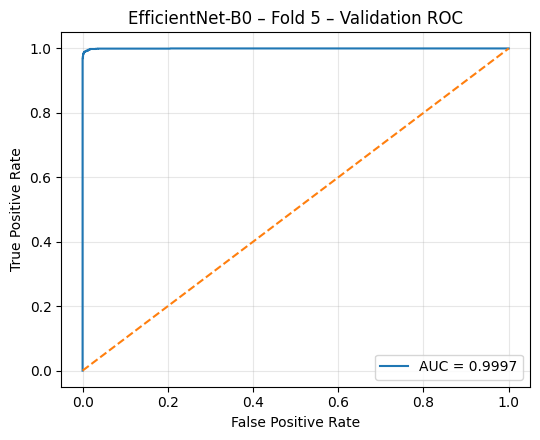 EfficientNet-B0 – Fold 5 – Validation ROC
1.0
0.8
0.6
0.4
0.2
0.0
True Positive Rate
AUC = 0.9997
0.0 0.2 0.4 0.6 0.8 1.0
False Positive Rate